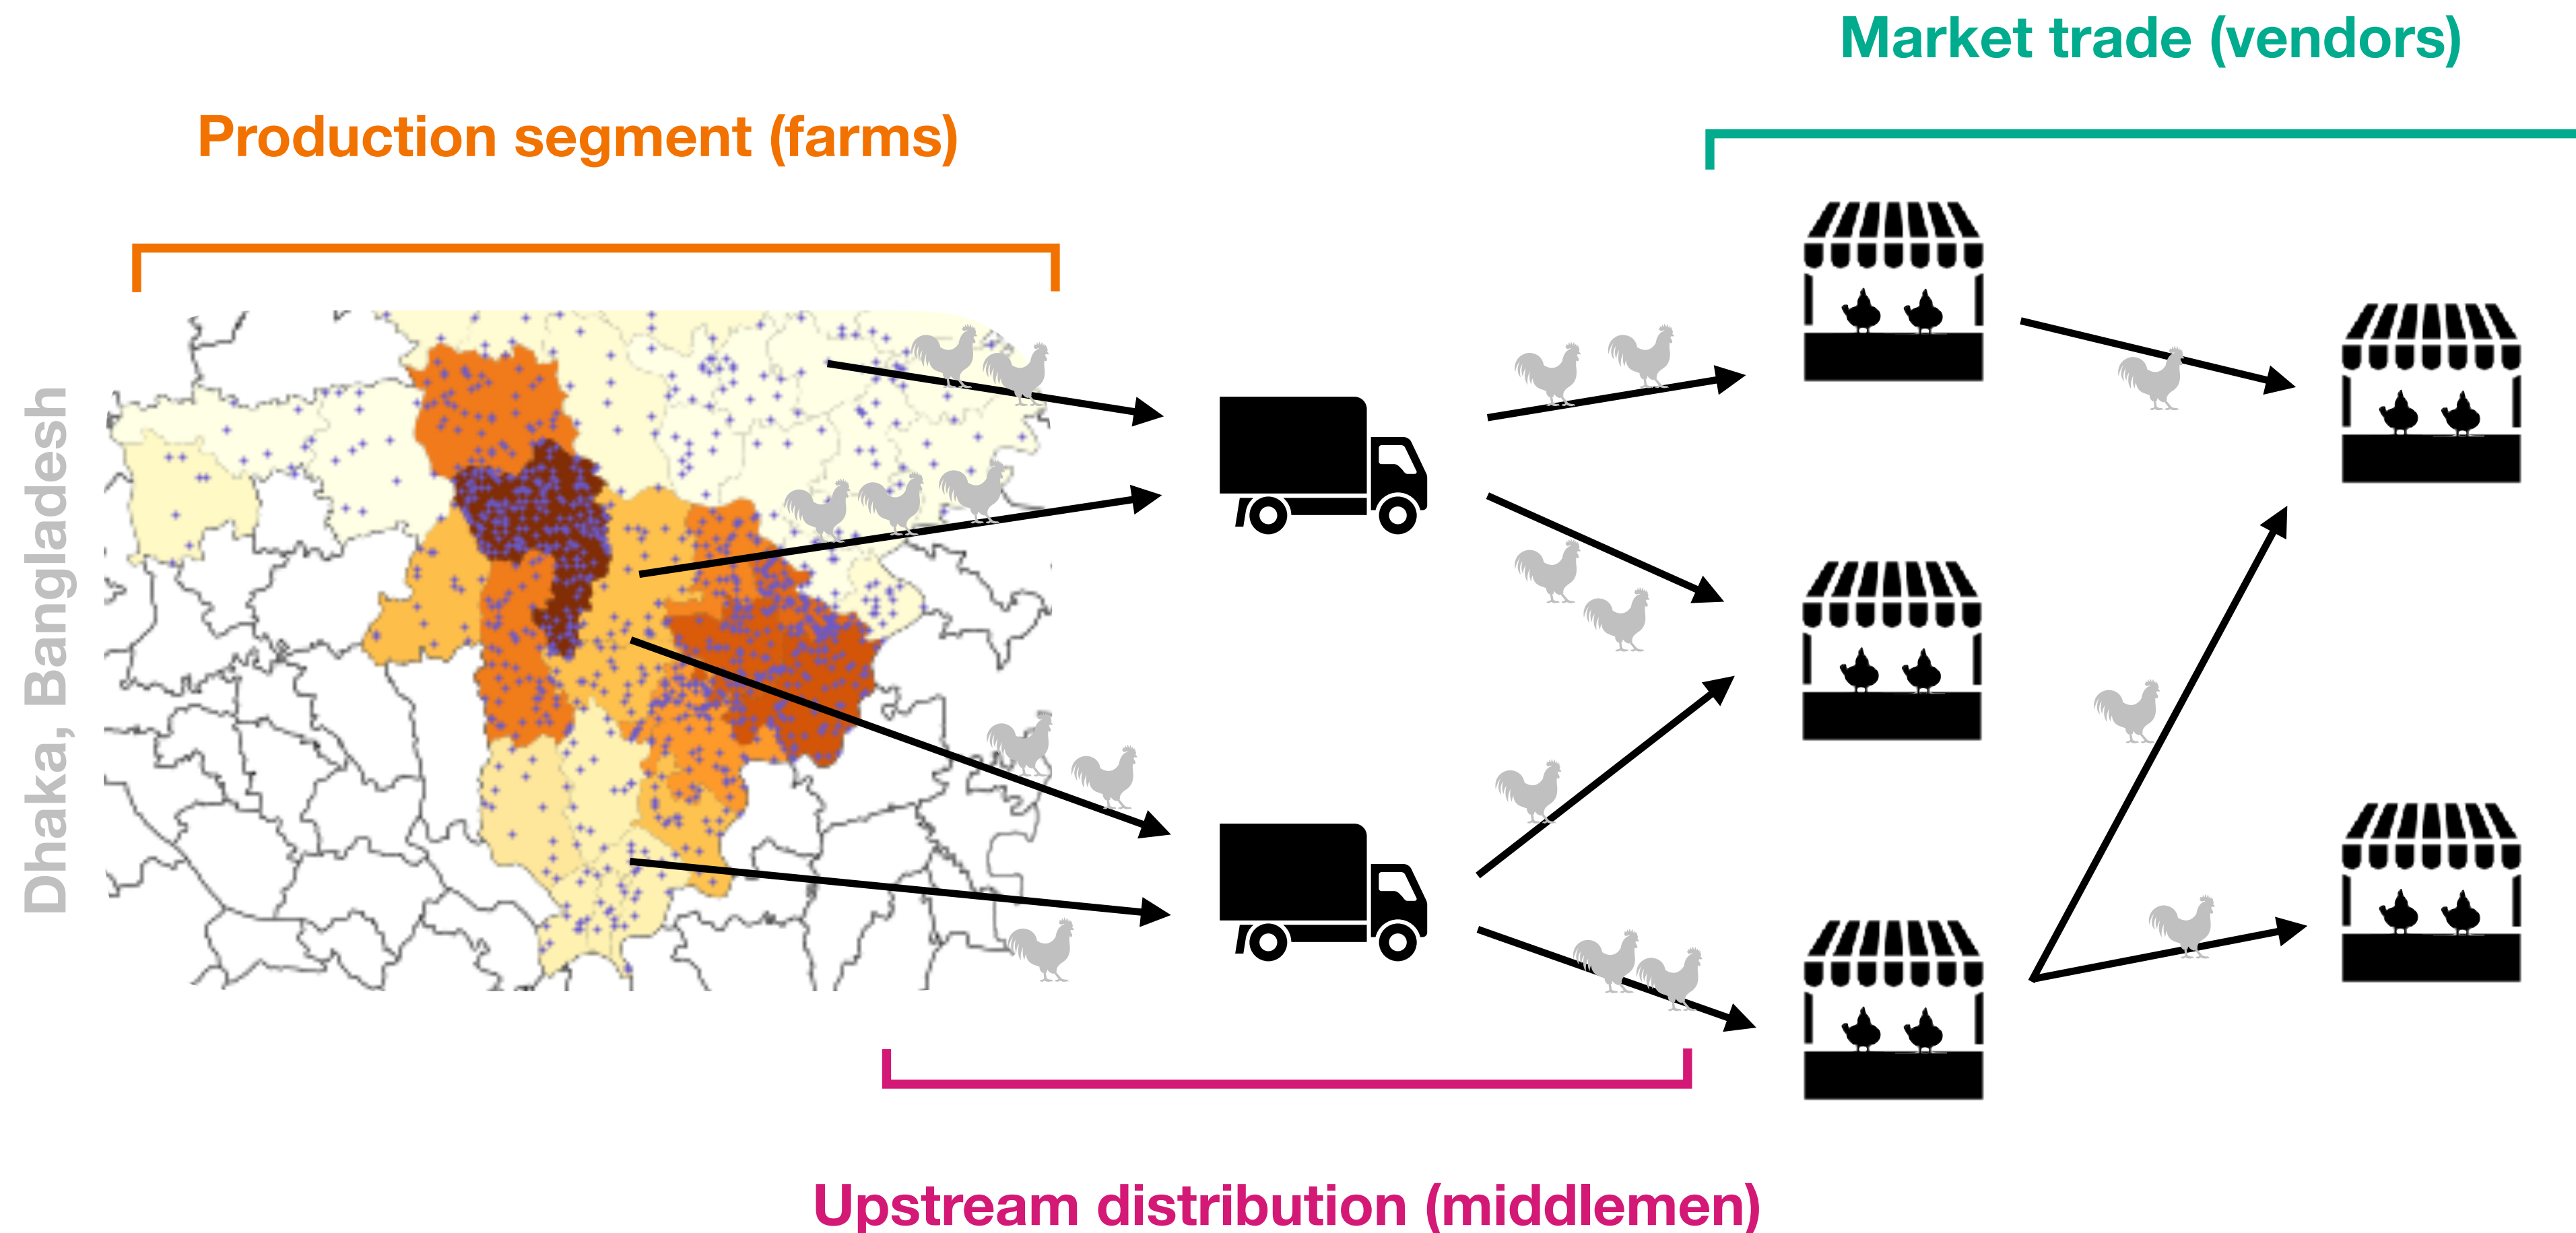 Market trade (vendors)
Production segment (farms)
Dhaka, Bangladesh
Upstream distribution (middlemen)